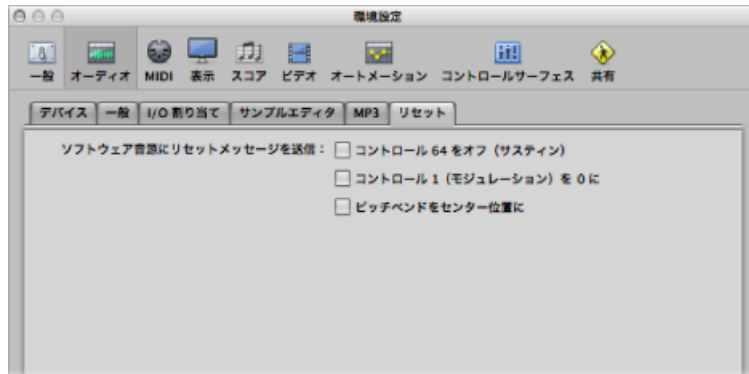 環境設定
一般 オーディオ MIDI 表示 スコア ビデオ オートメーション コントロールサーフェス 共有
デバイス 一般 I/O 割り当て サンプルエディタ MP3 リセット
ソフトウェア音源にリセットメッセージを送信： コントロール 64 をオフ（サスティン）
コントロール 1（モジュレーション）を 0 に
ピッチベンドをセンター位置に